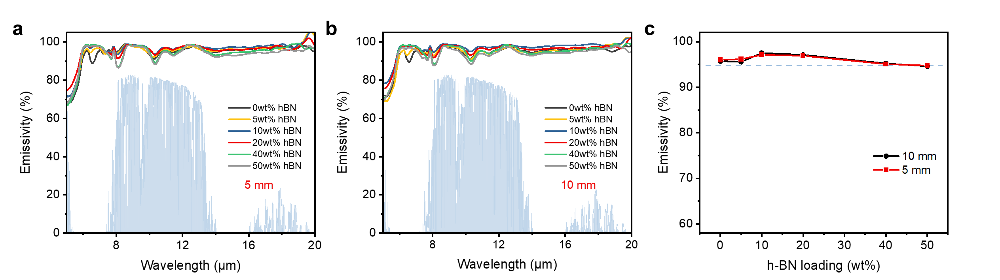 a
100
80
60
40
20
0
Emissivity (%)
0wt% hBN
5wt% hBN
10wt% hBN
20wt% hBN
40wt% hBN
50wt% hBN
5 mm
8 12 16 20
Wavelength (μm)
b
100
80
60
40
20
0
Emissivity (%)
0wt% hBN
5wt% hBN
10wt% hBN
20wt% hBN
40wt% hBN
50wt% hBN
10 mm
8 12 16 20
Wavelength (μm)
c
100
90
80
70
60
Emissivity (%)
10 mm
5 mm
0 10 20 30 40 50
h-BN loading (wt%)